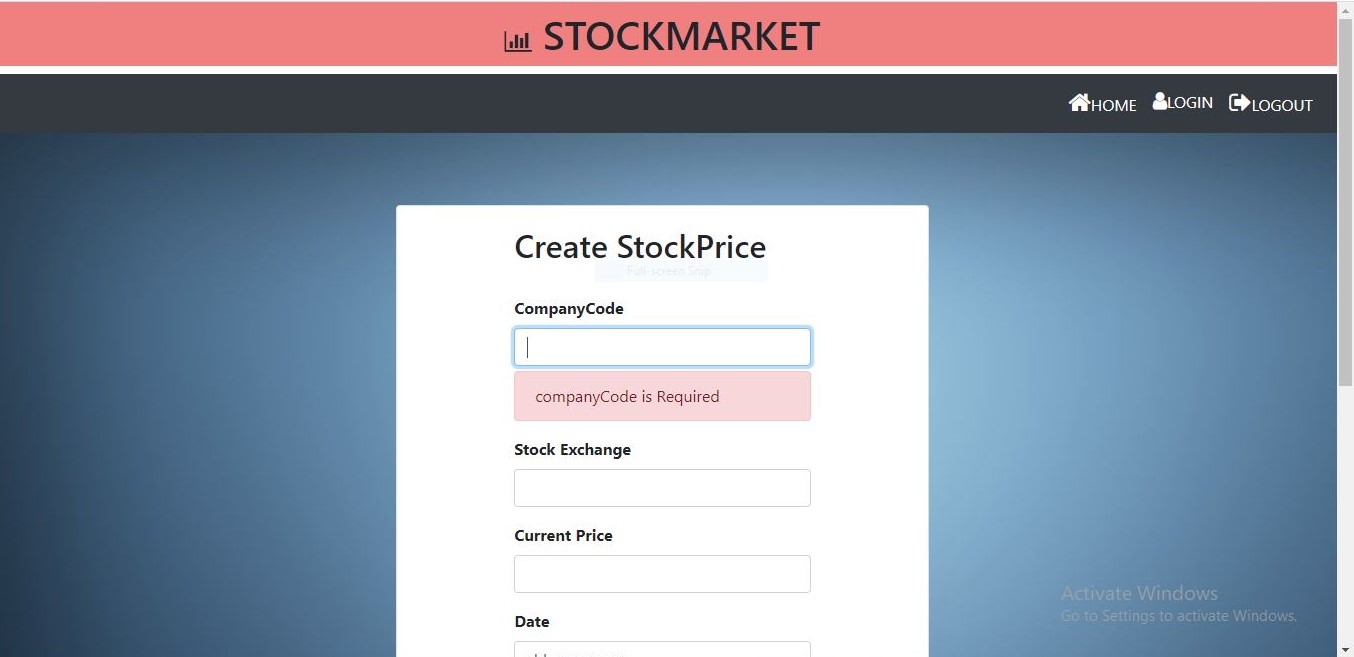 STOCKMARKET
HOME LOGIN LOGOUT
Create StockPrice
Full-screen Snip
CompanyCode
companyCode is Required
Stock Exchange
Current Price
Date
Activate Windows
Go to Settings to activate Windows.